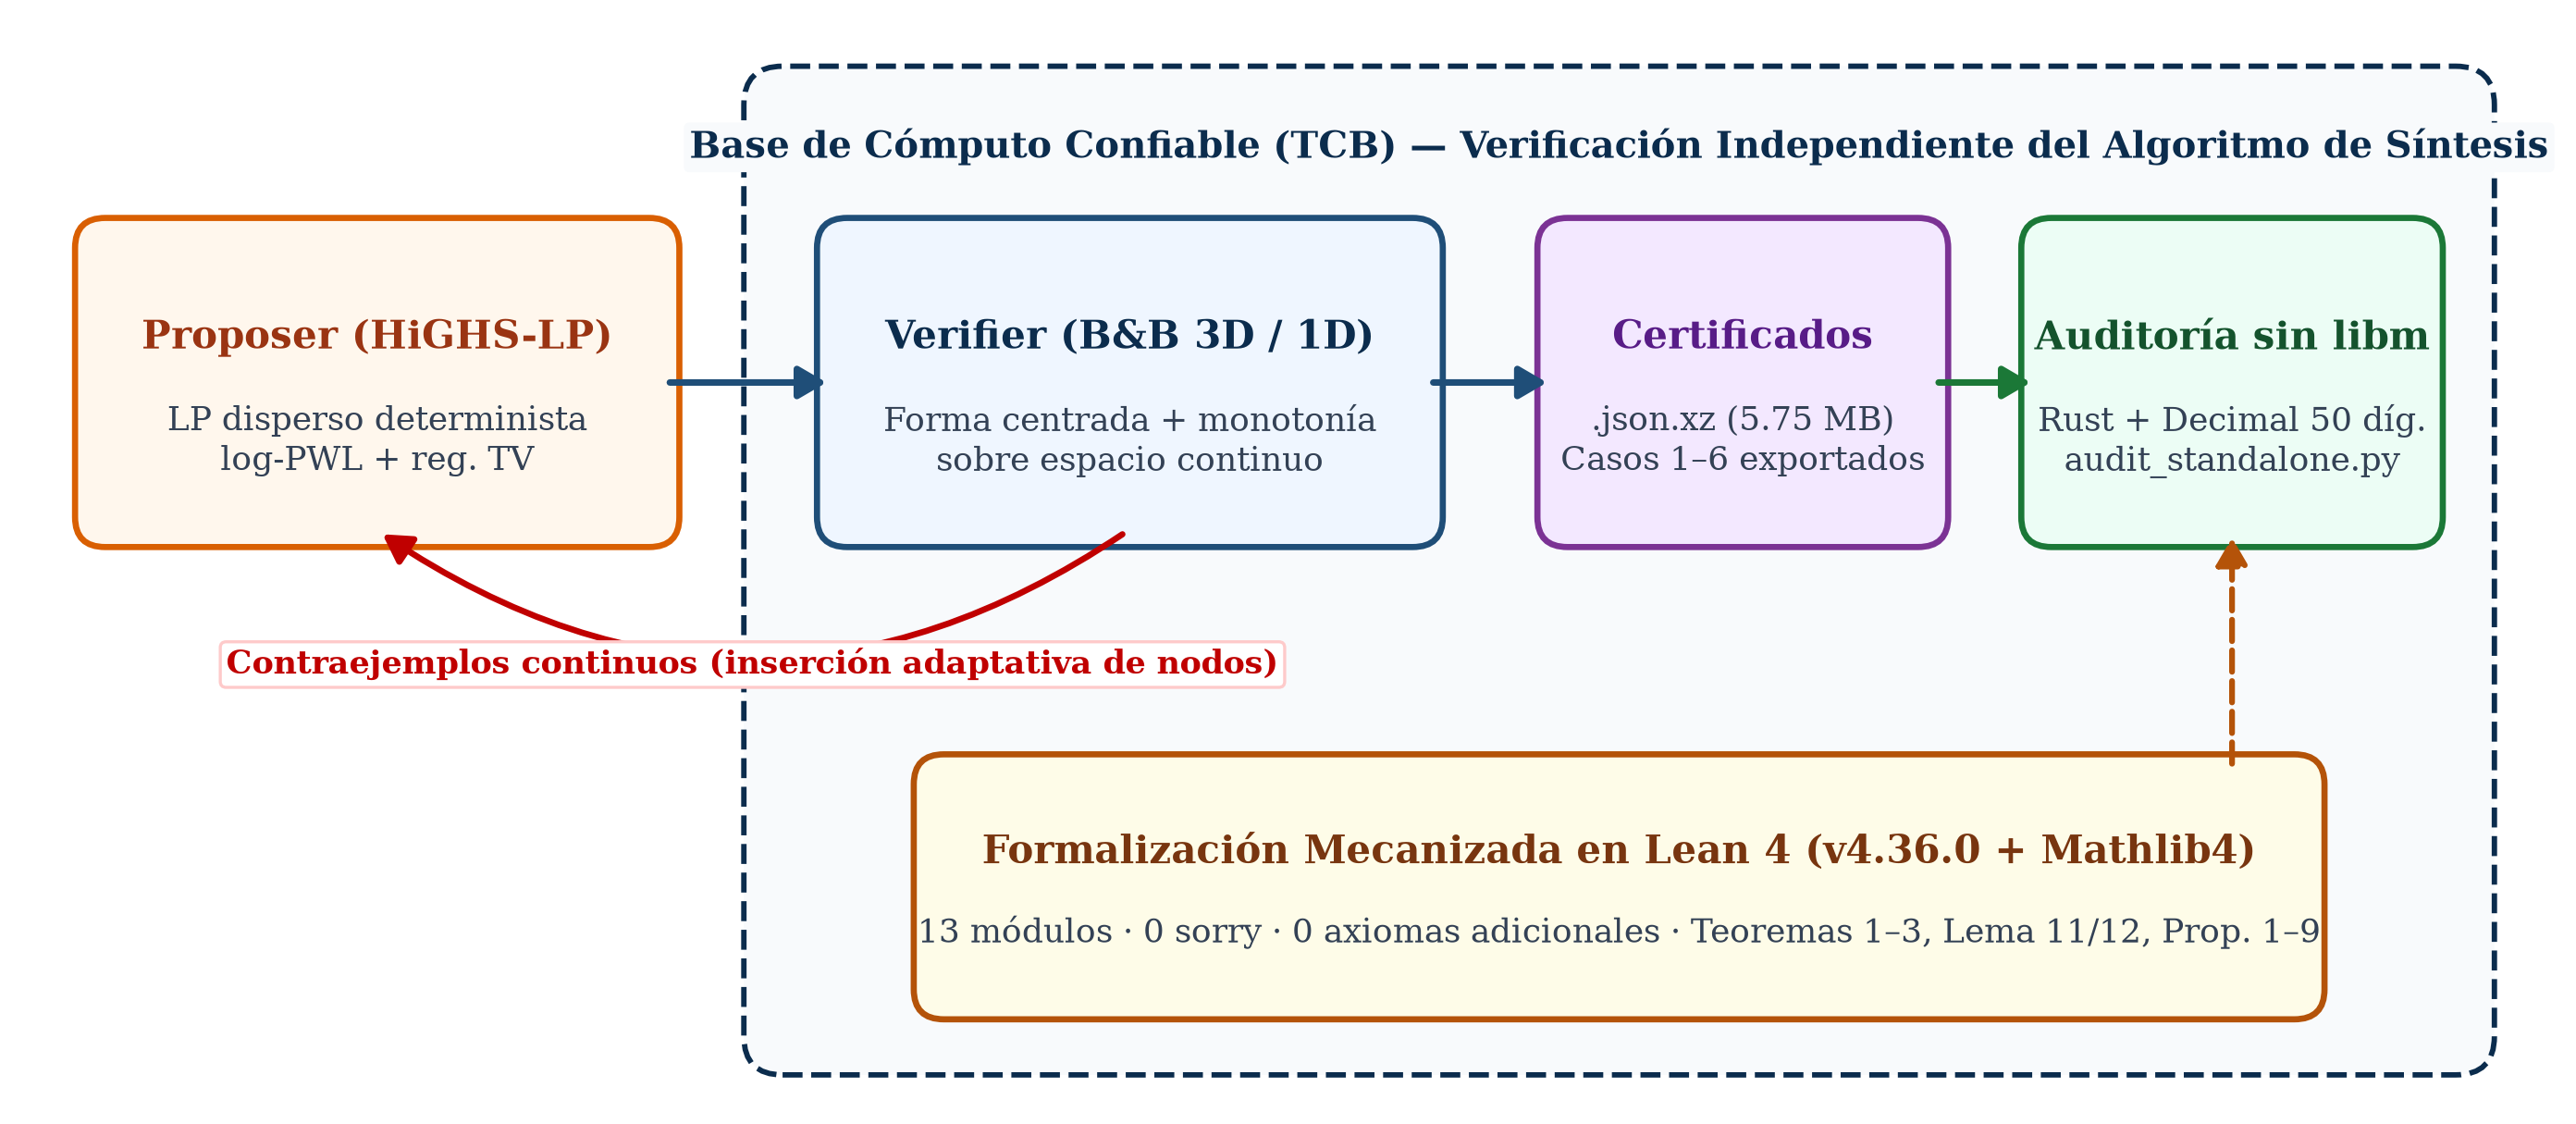 Base de Cómputo Confiable (TCB) — Verificación Independiente del Algoritmo de Síntesis
Proposer (HiGHS-LP)
LP disperso determinista
log-PWL + reg. TV
Verifier (B&B 3D / 1D)
Forma centrada + monotonía
sobre espacio continuo
Certificados
.json.xz (5.75 MB)
Casos 1–6 exportados
Auditoría sin libm
Rust + Decimal 50 díg.
audit_standalone.py
Contraejemplos continuos (inserción adaptativa de nodos)
Formalización Mecanizada en Lean 4 (v4.36.0 + Mathlib4)
13 módulos · 0 sorry · 0 axiomas adicionales · Teoremas 1–3, Lema 11/12, Prop. 1–9